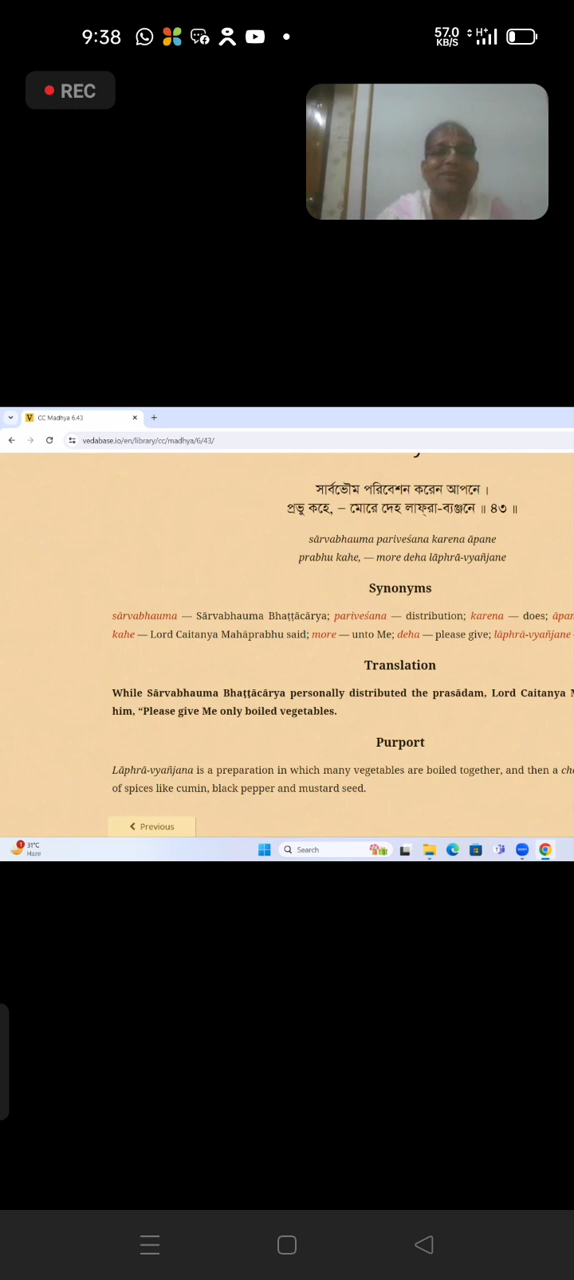 9:38
57.0
KB/S
H+
REC
CC Madhya 6.43
vedabase.io/en/library/cc/madhya/6/43/
সার্বভৌম পরিবেশন করেন আপনে ।
প্রভু কহে, – মোরে দেহ লাফ্‌রা-ব্যঞ্জনে ॥ ৪৩ ॥
sārvabhauma pariveśana karena āpane
prabhu kahe, — more deha lāphrā-vyañjane
Synonyms
sārvabhauma — Sārvabhauma Bhaṭṭācārya; pariveśana — distribution; karena — does;
kahe — Lord Caitanya Mahāprabhu said; more — unto Me; deha — please give; lāphrā-vyañjane
Translation
While Sārvabhauma Bhaṭṭācārya personally distributed the prasādam, Lord Caitanya
him, “Please give Me only boiled vegetables.
Purport
Lāphrā-vyañjana is a preparation in which many vegetables are boiled together, and then a
of spices like cumin, black pepper and mustard seed.
Previous
1
31°C
Haze
Search